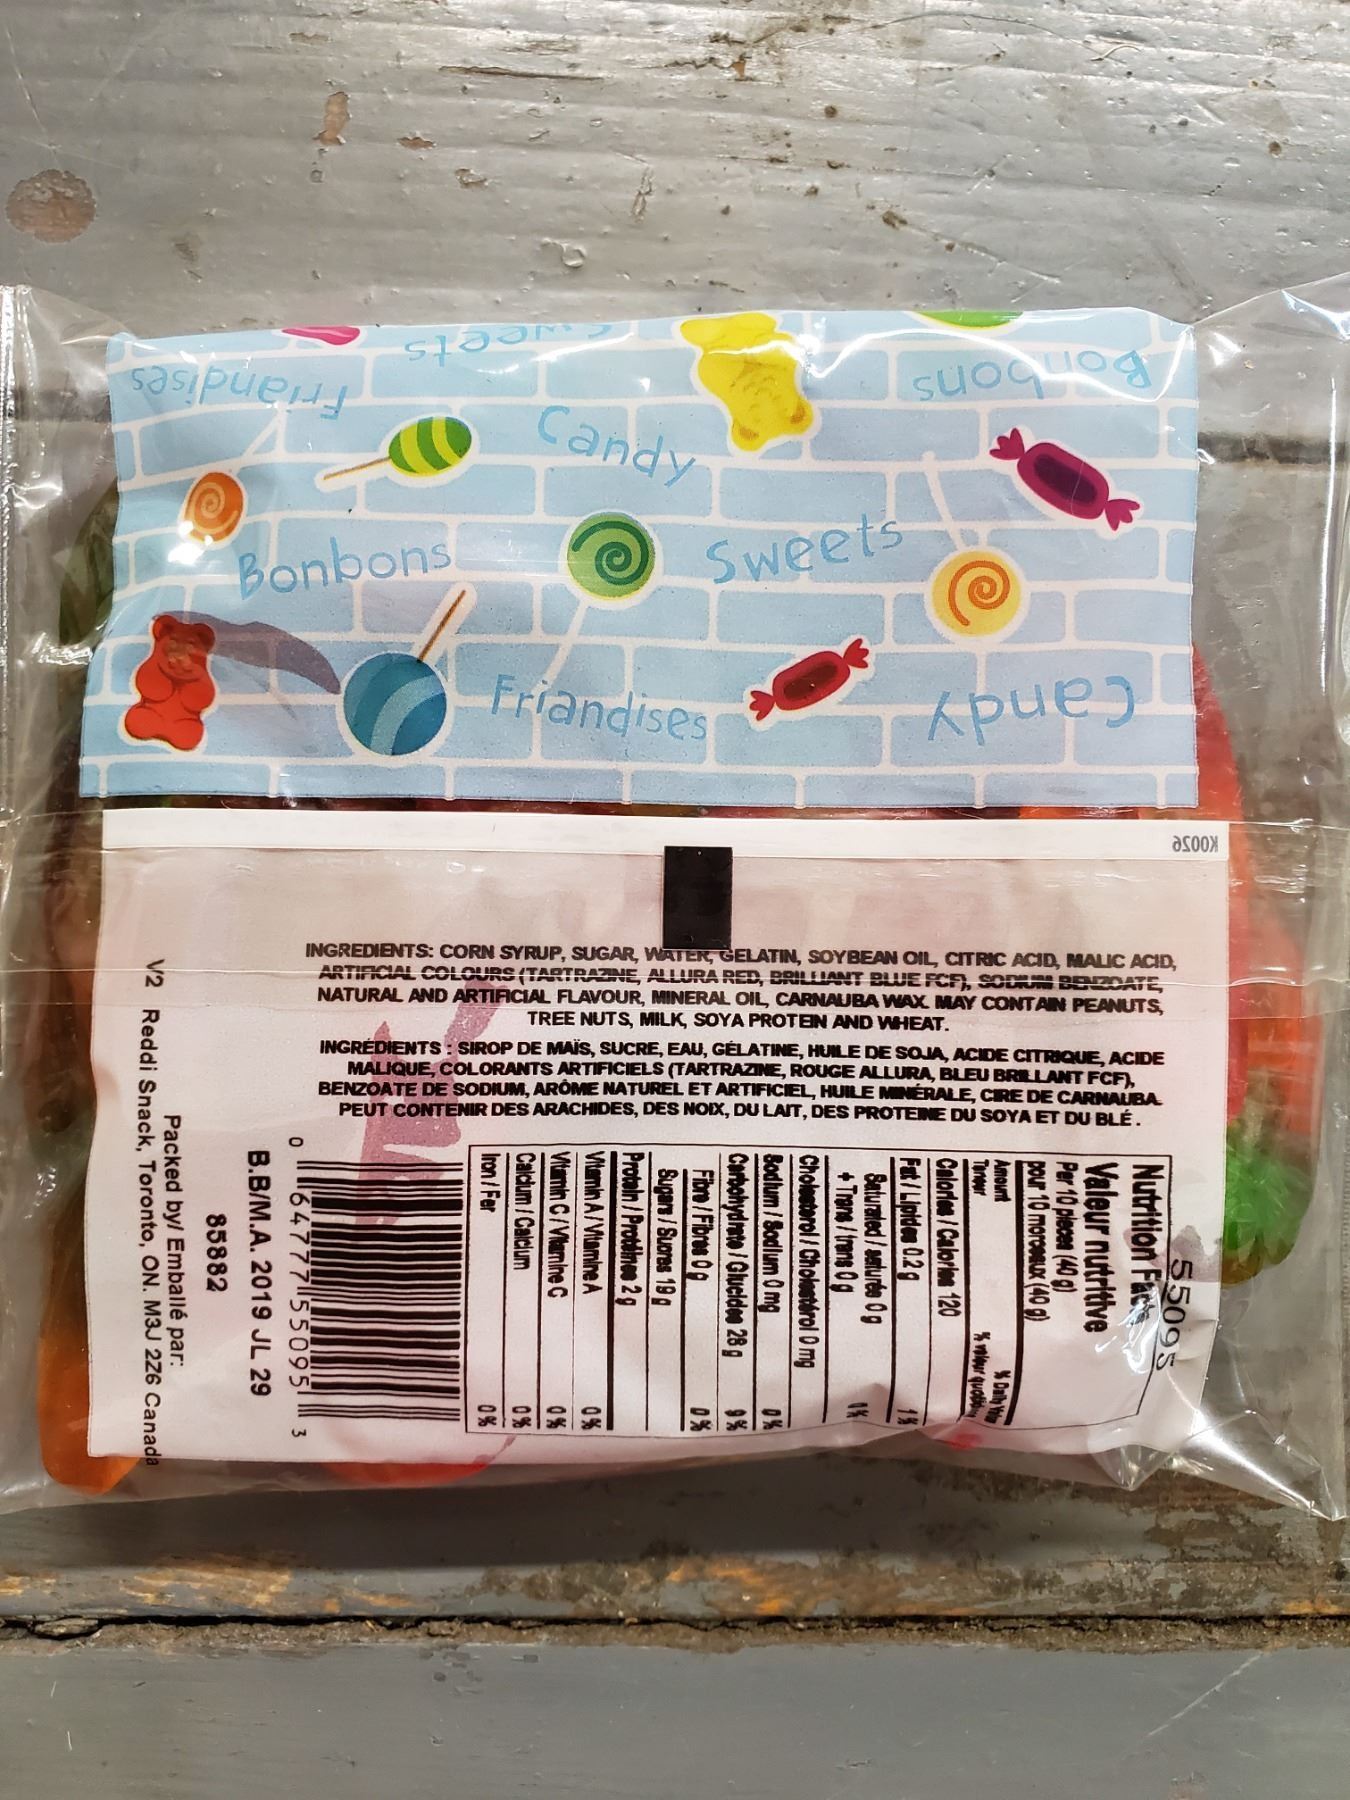 Friandises
Sweets
Bonbons
Candy
Bonbons
Sweets
Friandises
Candy
K0026
INGREDIENTS: CORN SYRUP, SUGAR, WATER, GELATIN, SOYBEAN OIL, CITRIC ACID, MALIC ACID,
ARTIFICIAL COLOURS (TARTRAZINE, ALLURA RED, BRILLIANT BLUE FCF), SODIUM BENZOATE,
NATURAL AND ARTIFICIAL FLAVOUR, MINERAL OIL, CARNAUBA WAX. MAY CONTAIN PEANUTS,
TREE NUTS, MILK, SOYA PROTEIN AND WHEAT.
INGRÉDIENTS : SIROP DE MAÏS, SUCRE, EAU, GÉLATINE, HUILE DE SOJA, ACIDE CITRIQUE, ACIDE
MALIQUE, COLORANTS ARTIFICIELS (TARTRAZINE, ROUGE ALLURA, BLEU BRILLANT FCF),
BENZOATE DE SODIUM, ARÔME NATUREL ET ARTIFICIEL, HUILE MINÉRALE, CIRE DE CARNAUBA.
PEUT CONTENIR DES ARACHIDES, DES NOIX, DU LAIT, DES PROTEINE DU SOYA ET DU BLÉ.
55095
Nutrition Facts
Valeur nutritive
Per 10 pieces (40 g)
pour 10 morceaux (40 g)
Amount % Daily Value
Teneur % valeur quotidienne
Calories / Calories 120
Fat / Lipides 0.2 g 1 %
Saturated / saturés 0 g
+ Trans / trans 0 g 0 %
Cholesterol / Cholestérol 0 mg
Sodium / Sodium 0 mg 0 %
Carbohydrate / Glucides 28 g 9 %
Fibre / Fibres 0 g 0 %
Sugars / Sucres 19 g
Protein / Protéines 2 g
Vitamin A / Vitamine A 0 %
Vitamin C / Vitamine C 0 %
Calcium / Calcium 0 %
Iron / Fer 0 %
0 64777 55095 3
B.B/M.A. 2019 JL 29
85882
Packed by/ Emballé par:
V2 Reddi Snack, Toronto, ON. M3J 2Z6 Canada